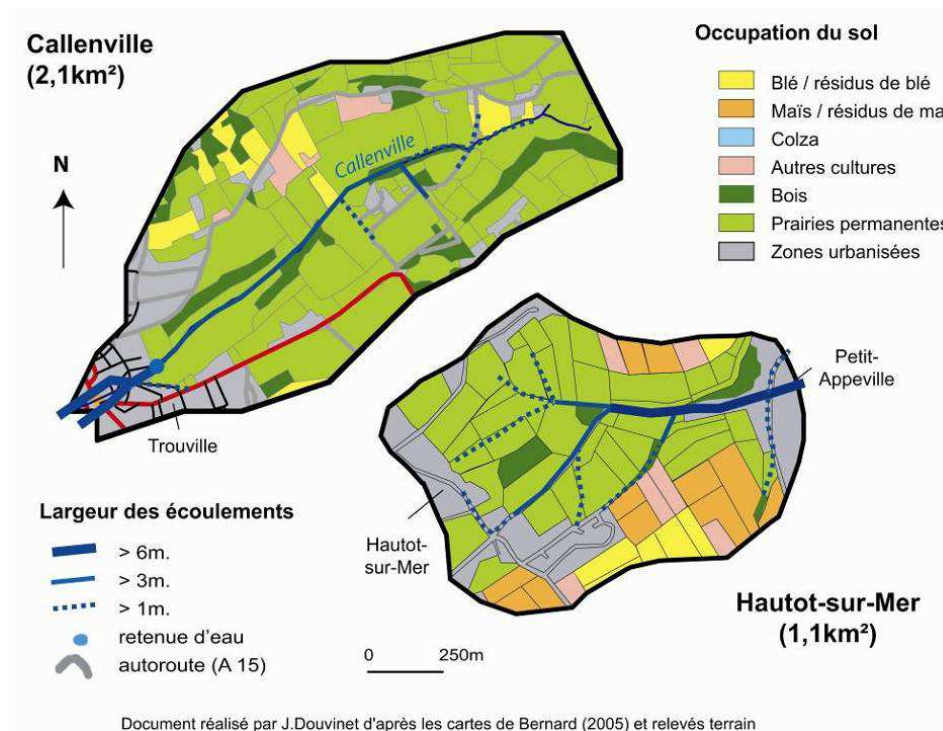 Callenville
(2,1km²)
Occupation du sol
Blé / résidus de blé
Maïs / résidus de ma
Colza
Autres cultures
Bois
Prairies permanentes
Zones urbanisées
N
Callenville
Trouville
Petit-
Appeville
Largeur des écoulements
> 6m.
> 3m.
> 1m.
retenue d'eau
autoroute (A 15)
Hautot-
sur-Mer
0 250m
Hautot-sur-Mer
(1,1km²)
Document réalisé par J.Douvinet d'après les cartes de Bernard (2005) et relevés terrain